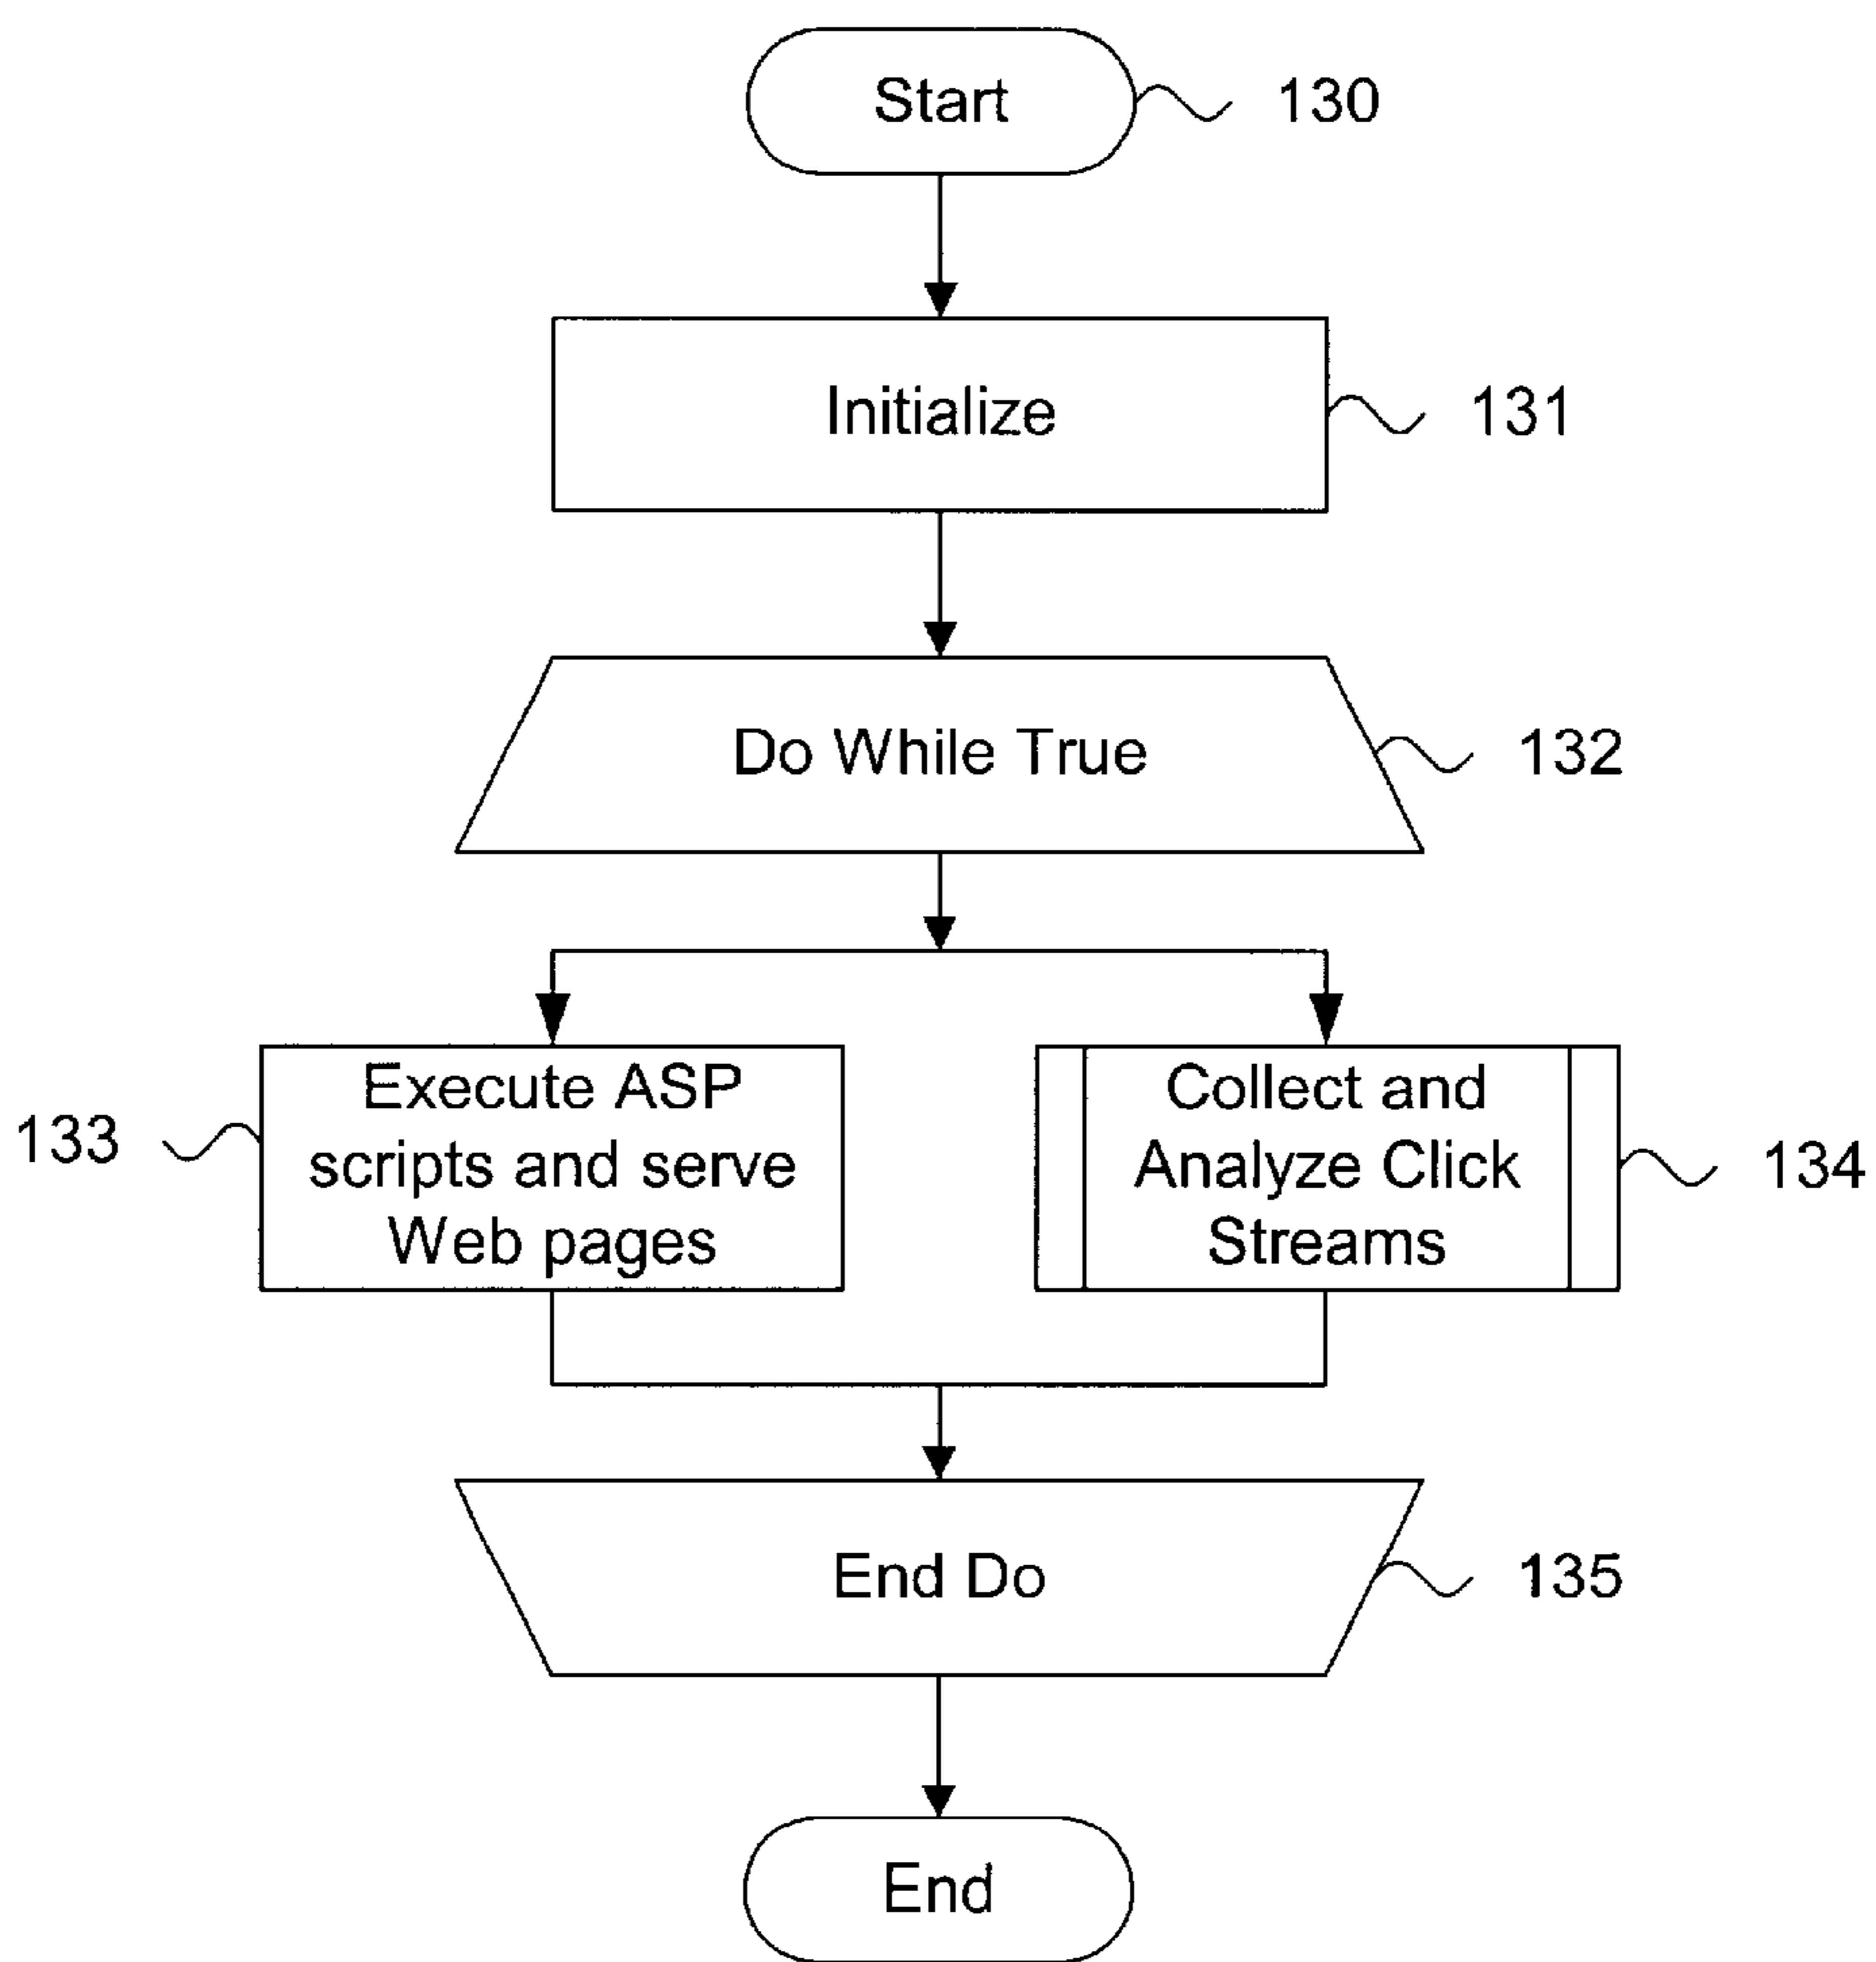 Start
130
Initialize
131
Do While True
132
133
Execute ASP
scripts and serve
Web pages
Collect and
Analyze Click
Streams
134
End Do
135
End